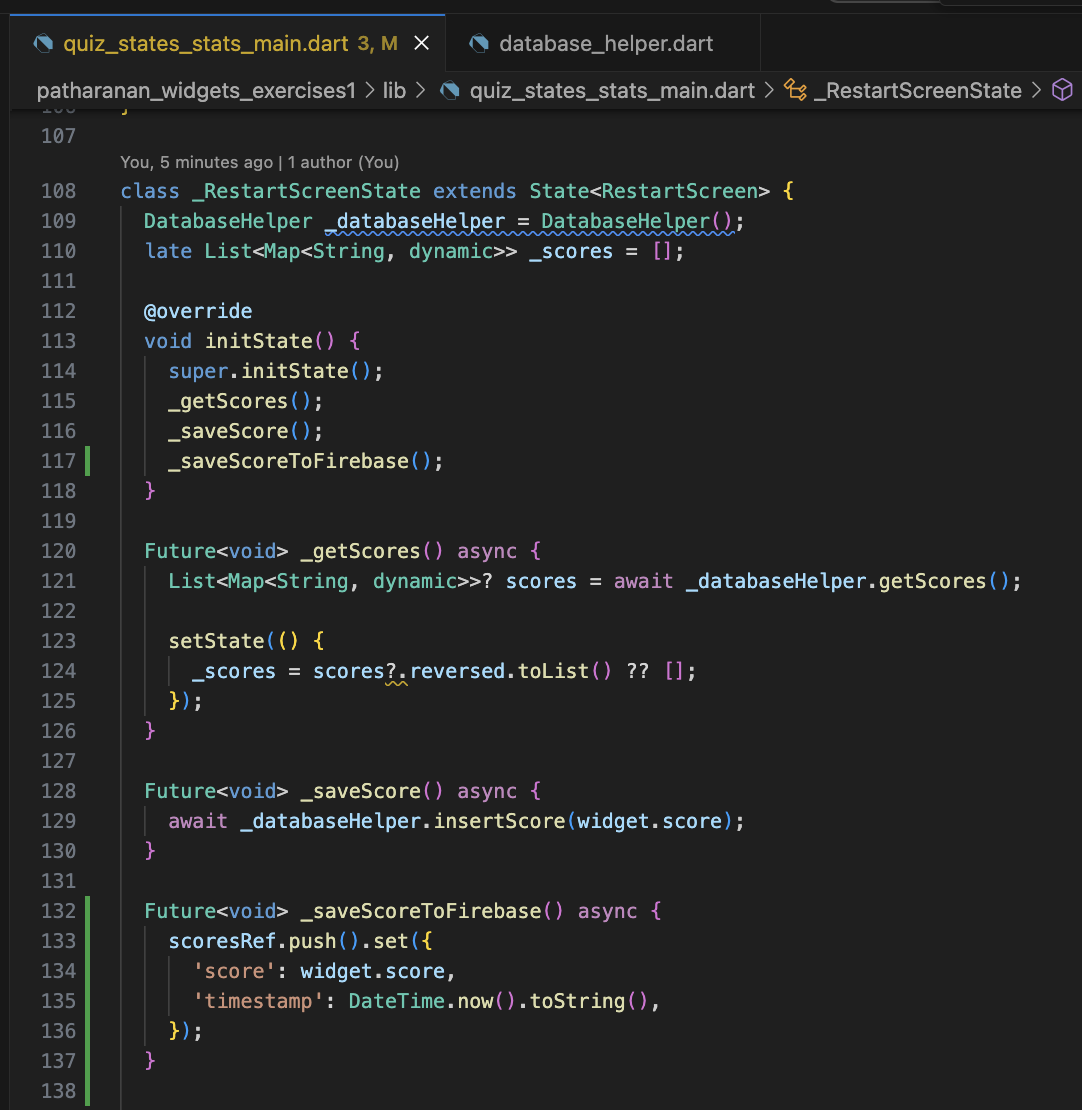 quiz_states_stats_main.dart 3, M
database_helper.dart
patharanan_widgets_exercises1 > lib > quiz_states_stats_main.dart > _RestartScreenState >
106 }
107
You, 5 minutes ago | 1 author (You)
108 class _RestartScreenState extends State<RestartScreen> {
109 DatabaseHelper _databaseHelper = DatabaseHelper();
110 late List<Map<String, dynamic>> _scores = [];
111
112 @override
113 void initState() {
114 super.initState();
115 _getScores();
116 _saveScore();
117 _saveScoreToFirebase();
118 }
119
120 Future<void> _getScores() async {
121 List<Map<String, dynamic>>? scores = await _databaseHelper.getScores();
122
123 setState(() {
124 _scores = scores?.reversed.toList() ?? [];
125 });
126 }
127
128 Future<void> _saveScore() async {
129 await _databaseHelper.insertScore(widget.score);
130 }
131
132 Future<void> _saveScoreToFirebase() async {
133 scoresRef.push().set({
134 'score': widget.score,
135 'timestamp': DateTime.now().toString(),
136 });
137 }
138